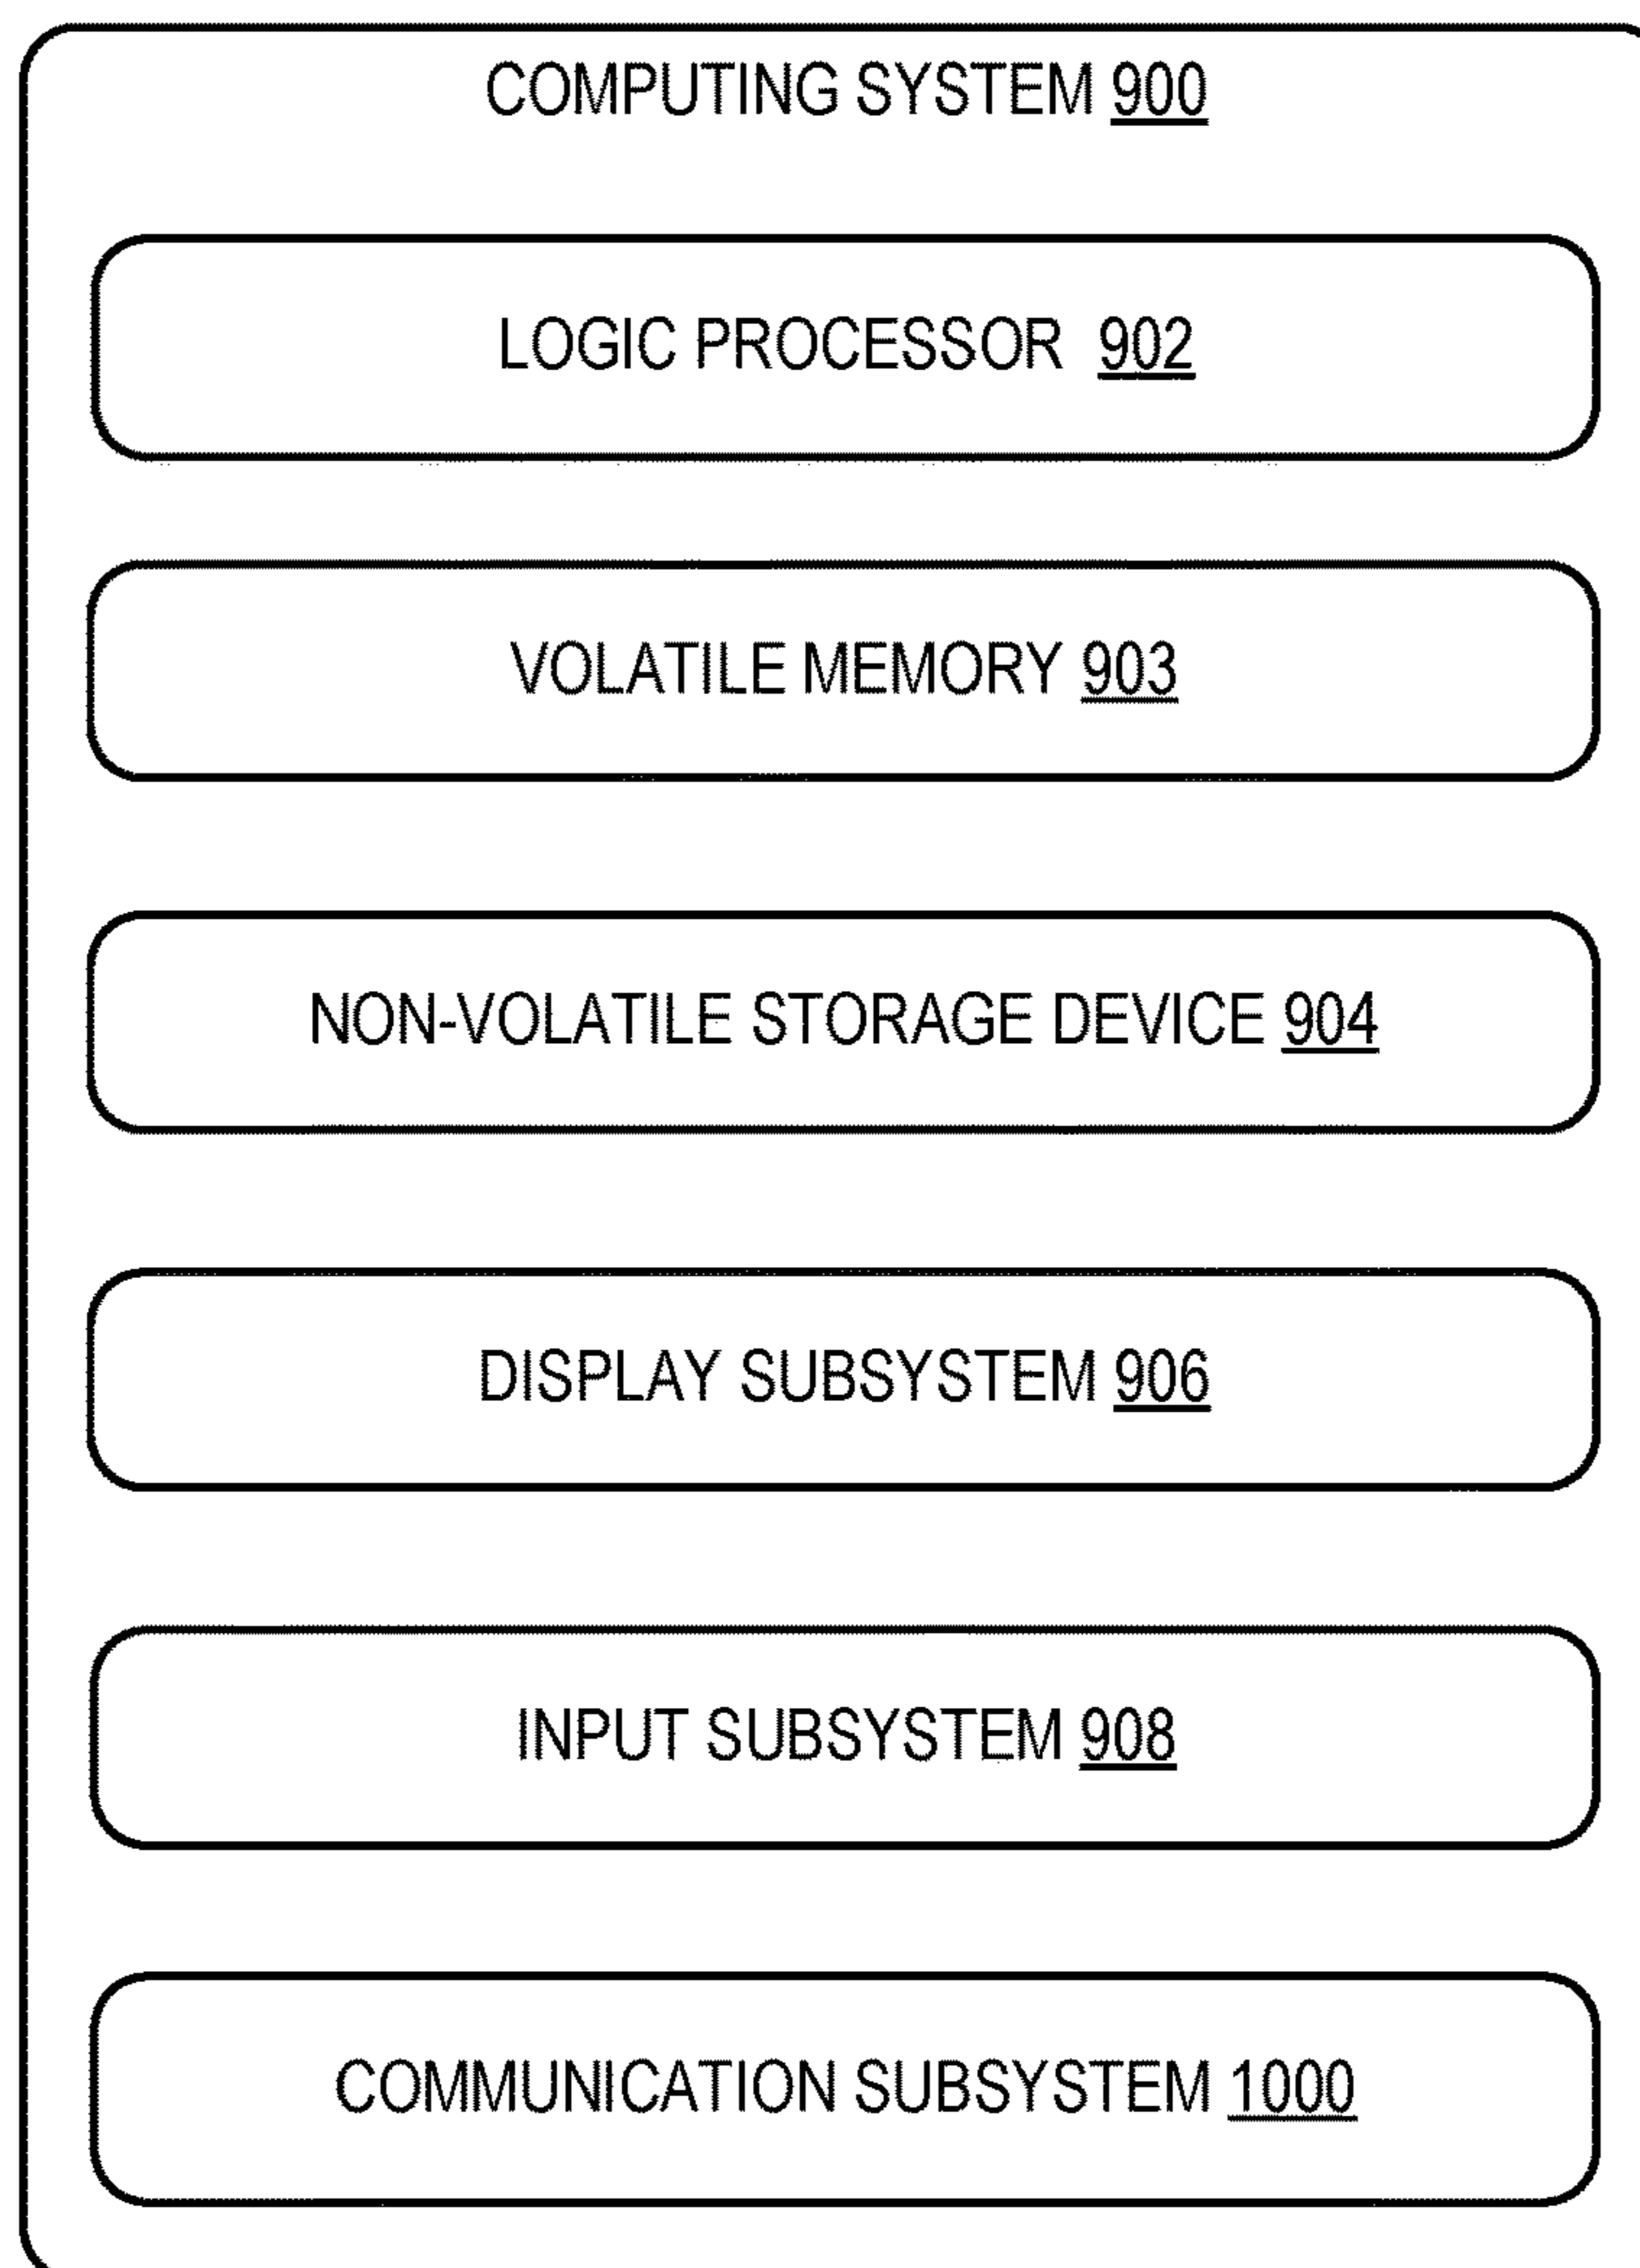 COMPUTING SYSTEM 900
LOGIC PROCESSOR 902
VOLATILE MEMORY 903
NON-VOLATILE STORAGE DEVICE 904
DISPLAY SUBSYSTEM 906
INPUT SUBSYSTEM 908
COMMUNICATION SUBSYSTEM 1000